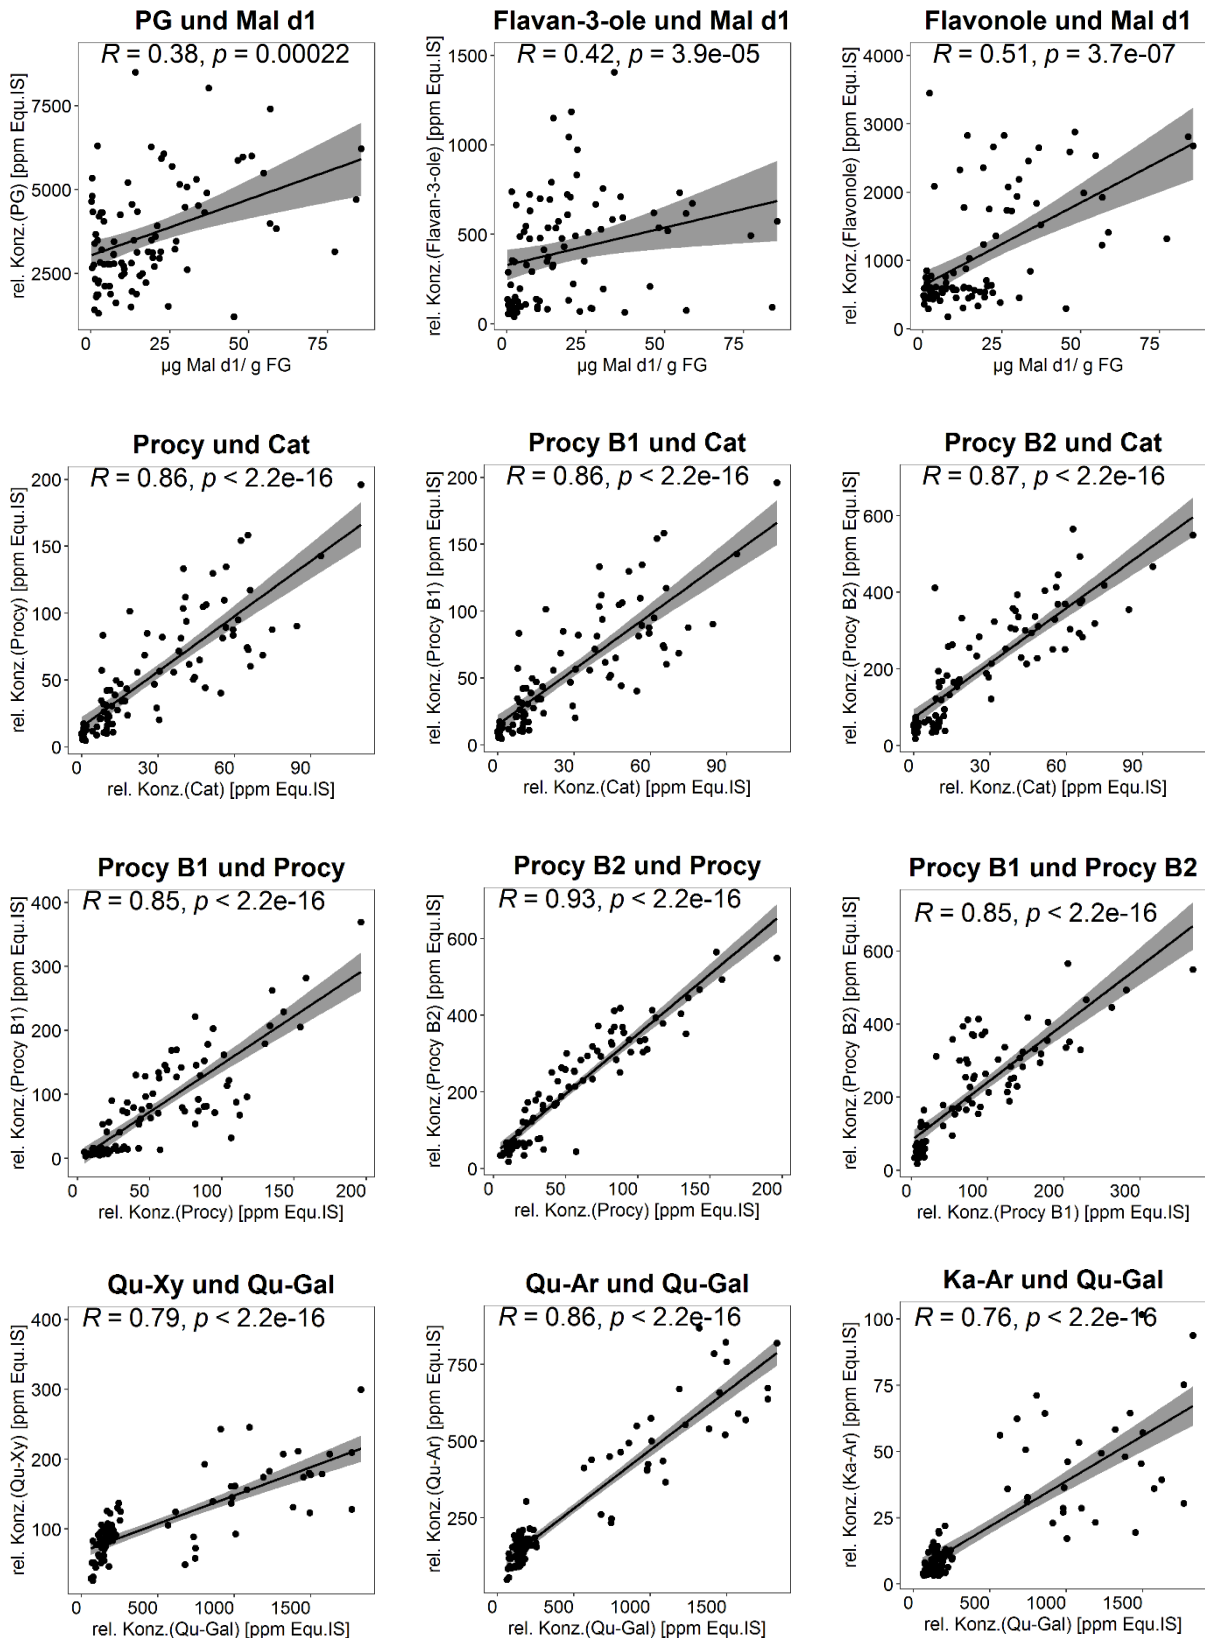 PG und Mal d1
R = 0.38, p = 0.00022
rel. Konz.(PG) [ppm Equ.IS]
7500
5000
2500
0 25 50 75
µg Mal d1/ g FG
Flavan-3-ole und Mal d1
R = 0.42, p = 3.9e-05
rel. Konz.(Flavan-3-ole) [ppm Equ.IS]
1500
1000
500
0
0 25 50 75
µg Mal d1/ g FG
Flavonole und Mal d1
R = 0.51, p = 3.7e-07
rel. Konz.(Flavonole) [ppm Equ.IS]
4000
3000
2000
1000
0
0 25 50 75
µg Mal d1/ g FG
Procy und Cat
R = 0.86, p < 2.2e-16
rel. Konz.(Procy) [ppm Equ.IS]
200
150
100
50
0
0 30 60 90
rel. Konz.(Cat) [ppm Equ.IS]
Procy B1 und Cat
R = 0.86, p < 2.2e-16
rel. Konz.(Procy B1) [ppm Equ.IS]
200
150
100
50
0
0 30 60 90
rel. Konz.(Cat) [ppm Equ.IS]
Procy B2 und Cat
R = 0.87, p < 2.2e-16
rel. Konz.(Procy B2) [ppm Equ.IS]
600
400
200
0
0 30 60 90
rel. Konz.(Cat) [ppm Equ.IS]
Procy B1 und Procy
R = 0.85, p < 2.2e-16
rel. Konz.(Procy B1) [ppm Equ.IS]
400
300
200
100
0
0 50 100 150 200
rel. Konz.(Procy) [ppm Equ.IS]
Procy B2 und Procy
R = 0.93, p < 2.2e-16
rel. Konz.(Procy B2) [ppm Equ.IS]
600
400
200
0
0 50 100 150 200
rel. Konz.(Procy) [ppm Equ.IS]
Procy B1 und Procy B2
R = 0.85, p < 2.2e-16
rel. Konz.(Procy B2) [ppm Equ.IS]
600
400
200
0
0 100 200 300
rel. Konz.(Procy B1) [ppm Equ.IS]
Qu-Xy und Qu-Gal
R = 0.79, p < 2.2e-16
rel. Konz.(Qu-Xy) [ppm Equ.IS]
400
300
200
100
0 500 1000 1500
rel. Konz.(Qu-Gal) [ppm Equ.IS]
Qu-Ar und Qu-Gal
R = 0.86, p < 2.2e-16
rel. Konz.(Qu-Ar) [ppm Equ.IS]
750
500
250
0 500 1000 1500
rel. Konz.(Qu-Gal) [ppm Equ.IS]
Ka-Ar und Qu-Gal
R = 0.76, p < 2.2e-16
rel. Konz.(Ka-Ar) [ppm Equ.IS]
100
75
50
25
0
0 500 1000 1500
rel. Konz.(Qu-Gal) [ppm Equ.IS]